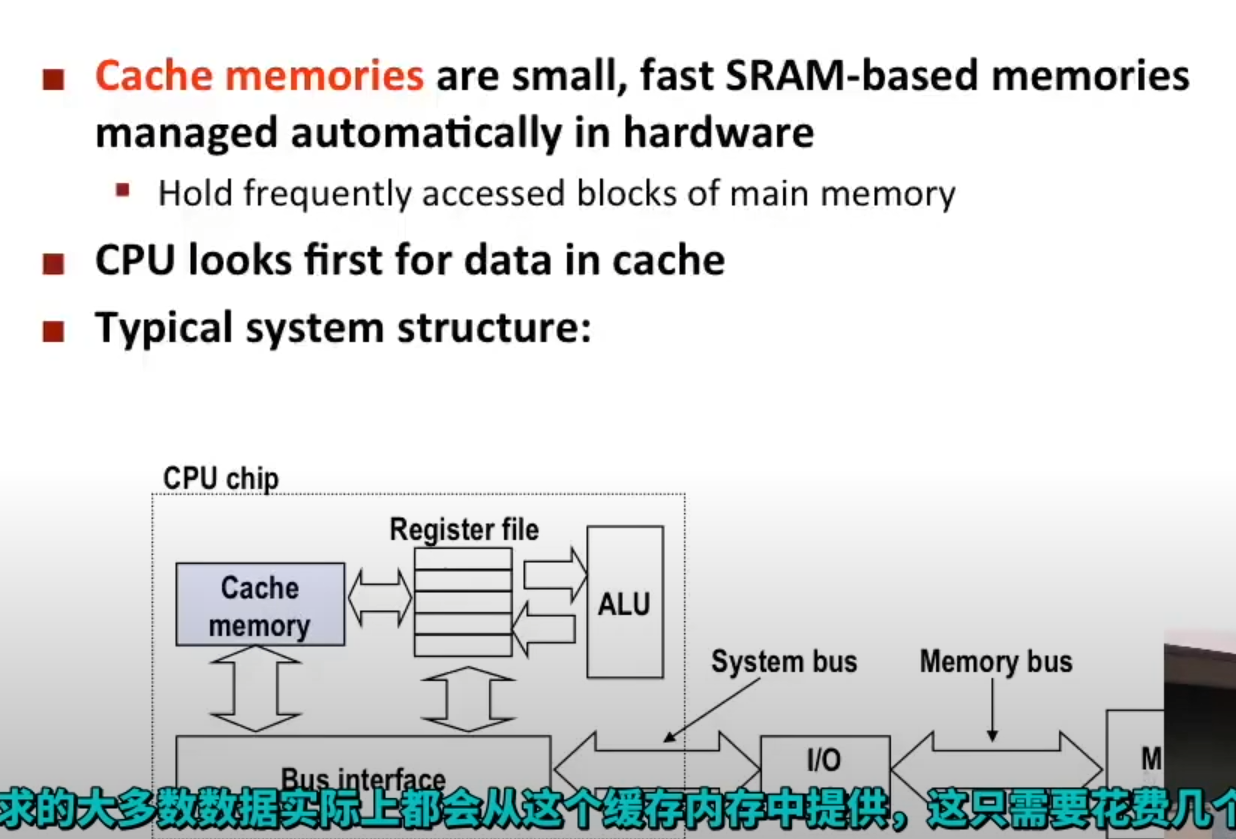 Cache memories are small, fast SRAM-based memories
managed automatically in hardware
Hold frequently accessed blocks of main memory
CPU looks first for data in cache
Typical system structure:
CPU chip
Register file
Cache
memory
ALU
System bus
Memory bus
Bus interface
I/O
求的大多数数据实际上都会从这个缓存内存中提供，这只需要花费几个